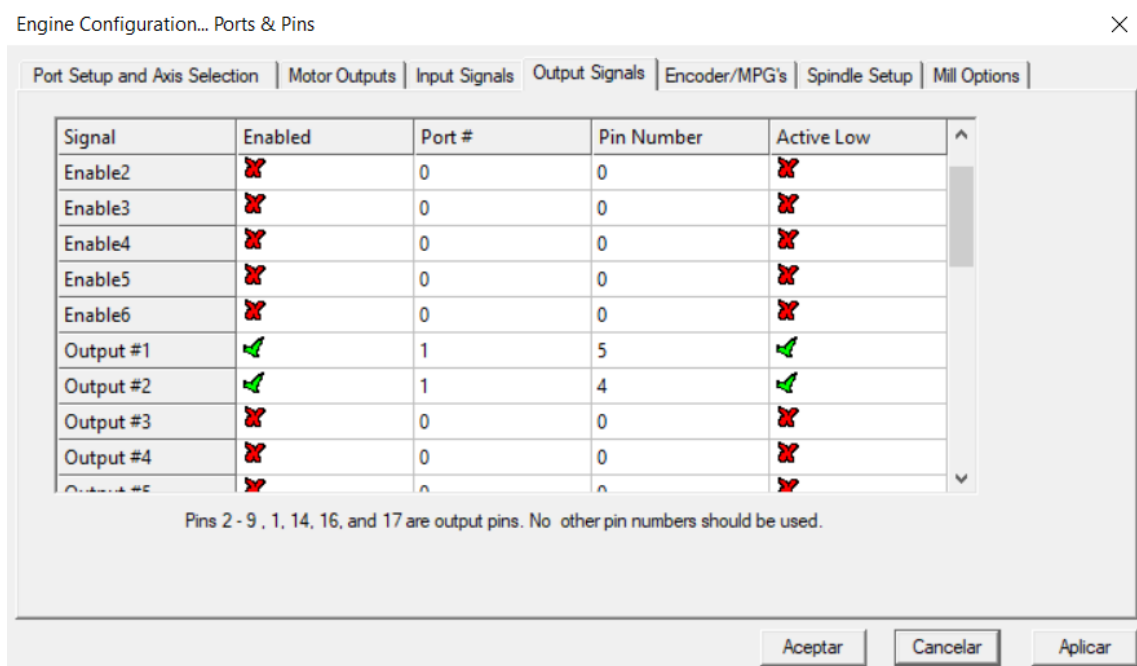 Engine Configuration... Ports & Pins
Port Setup and Axis Selection Motor Outputs Input Signals Output Signals Encoder/MPG's Spindle Setup Mill Options
Signal Enabled Port # Pin Number Active Low
Enable2 0 0
Enable3 0 0
Enable4 0 0
Enable5 0 0
Enable6 0 0
Output #1 1 5
Output #2 1 4
Output #3 0 0
Output #4 0 0
Pins 2 - 9 , 1, 14, 16, and 17 are output pins. No other pin numbers should be used.
Aceptar Cancelar Aplicar